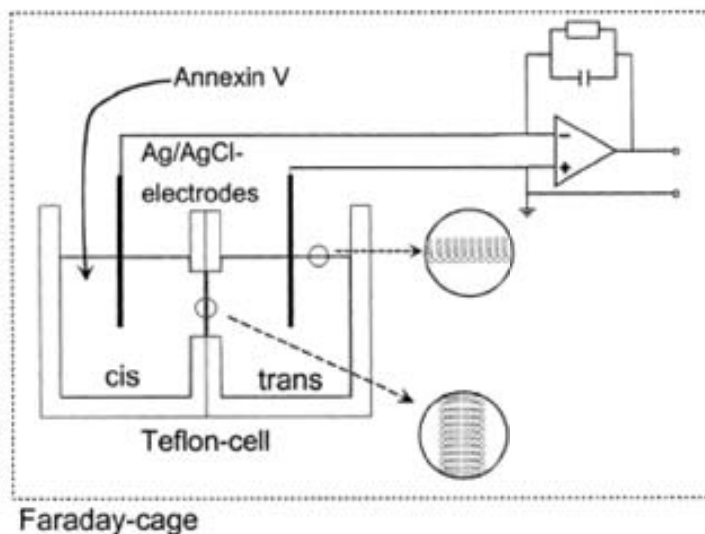 Annexin V
Ag/AgCl-
electrodes
−
+
cis
trans
Teflon-cell
Faraday-cage